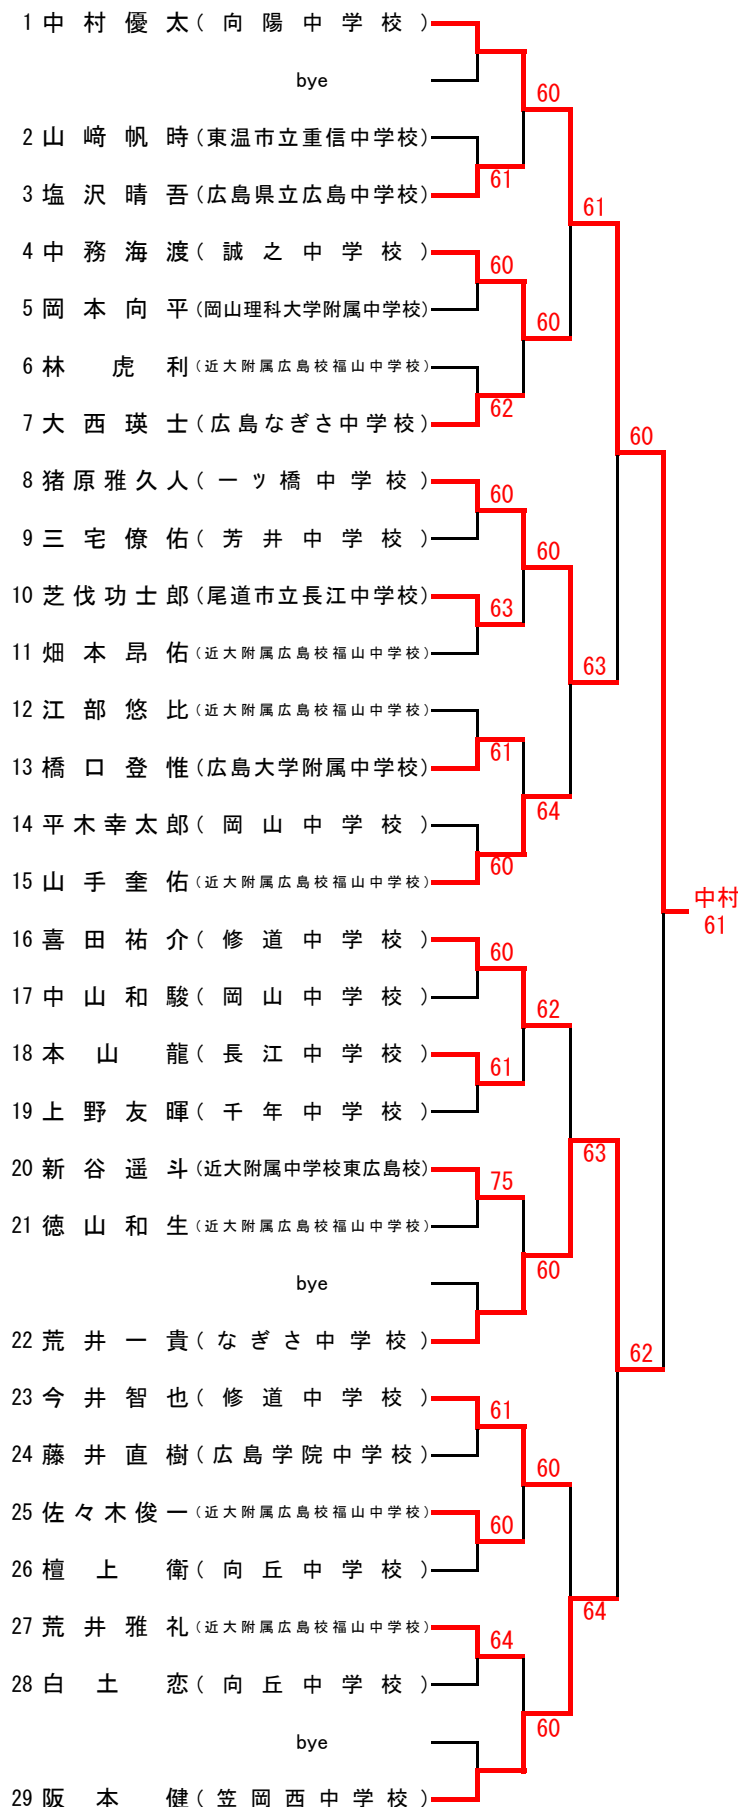 1 中村優太(向陽中学校)
bye
60
2 山﨑帆時(東温市立重信中学校)
61
3 塩沢晴吾(広島県立広島中学校)
61
4 中務海渡(誠之中学校)
60
5 岡本向平(岡山理科大学附属中学校)
60
6 林虎利(近大附属広島校福山中学校)
62
7 大西瑛士(広島なぎさ中学校)
60
8 猪原雅久人(一ッ橋中学校)
60
9 三宅僚佑(芳井中学校)
60
10 芝伐功士郎(尾道市立長江中学校)
63
11 畑本昂佑(近大附属広島校福山中学校)
63
12 江部悠比(近大附属広島校福山中学校)
61
13 橋口登惟(広島大学附属中学校)
64
14 平木幸太郎(岡山中学校)
60
15 山手奎佑(近大附属広島校福山中学校)
中村
61
16 喜田祐介(修道中学校)
60
17 中山和駿(岡山中学校)
62
18 本山龍(長江中学校)
61
19 上野友暉(千年中学校)
63
20 新谷遥斗(近大附属中学校東広島校)
75
21 徳山和生(近大附属広島校福山中学校)
60
bye
22 荒井一貴(なぎさ中学校)
62
23 今井智也(修道中学校)
61
24 藤井直樹(広島学院中学校)
60
25 佐々木俊一(近大附属広島校福山中学校)
60
26 檀上衛(向丘中学校)
64
27 荒井雅礼(近大附属広島校福山中学校)
64
28 白土恋(向丘中学校)
60
bye
29 阪本健(笠岡西中学校)